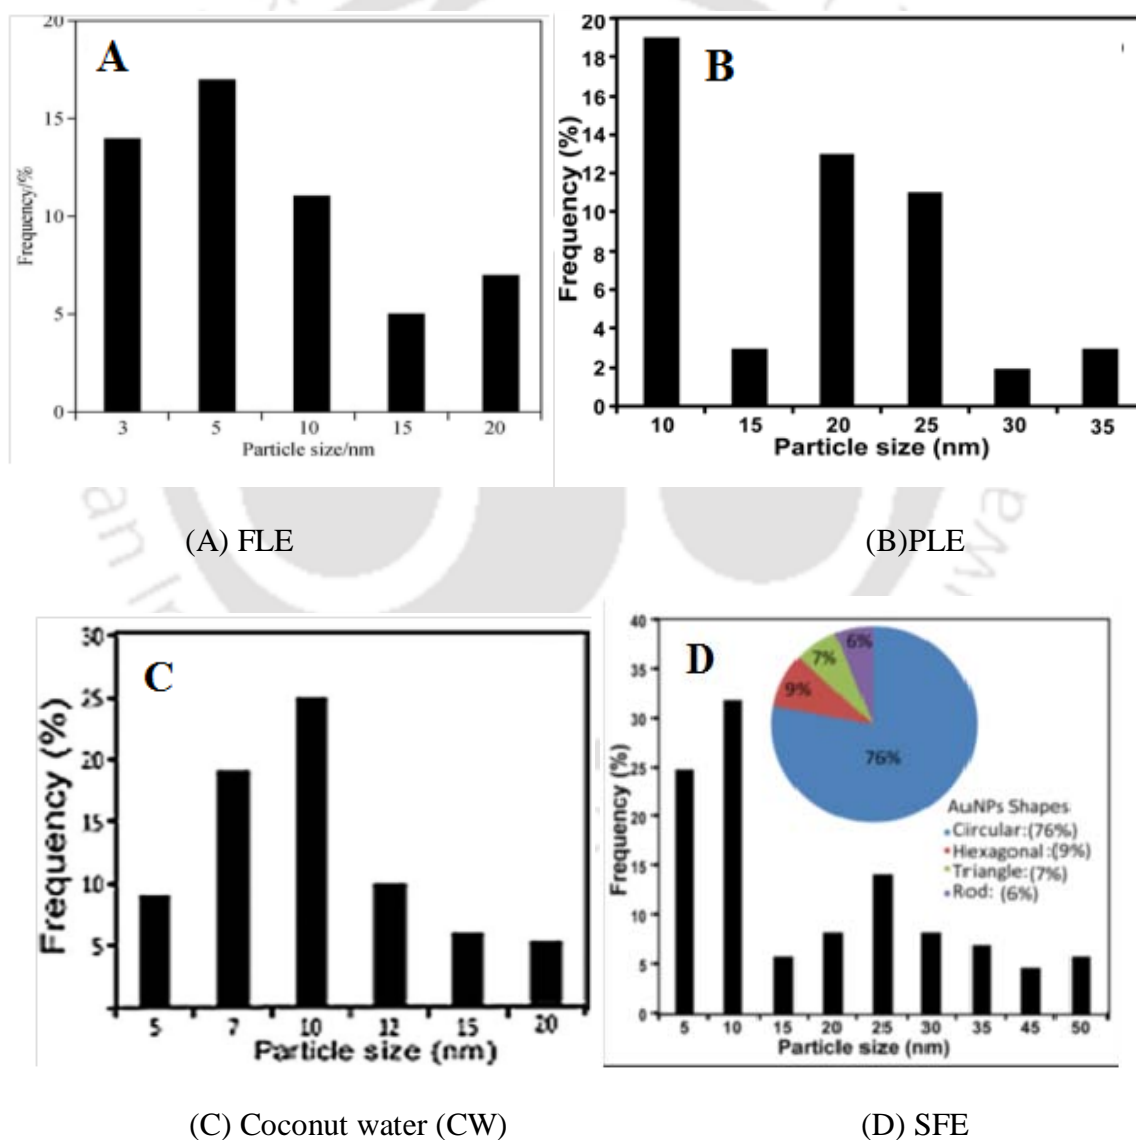 A
20
15
10
5
0
Frequency/%
3 5 10 15 20
Particle size/nm
B
20
18
16
14
12
10
8
6
4
2
0
Frequency (%)
10 15 20 25 30 35
Particle size (nm)
(A) FLE
(B)PLE
C
30
25
20
15
10
5
Frequency (%)
5 7 10 12 15 20
Particle size (nm)
D
40
35
30
25
20
15
10
5
0
Frequency (%)
6%
7%
9%
76%
AuNPs Shapes
Circular:(76%)
Hexagonal:(9%)
Triangle:(7%)
Rod: (6%)
5 10 15 20 25 30 35 45 50
Particle size (nm)
(C) Coconut water (CW)
(D) SFE